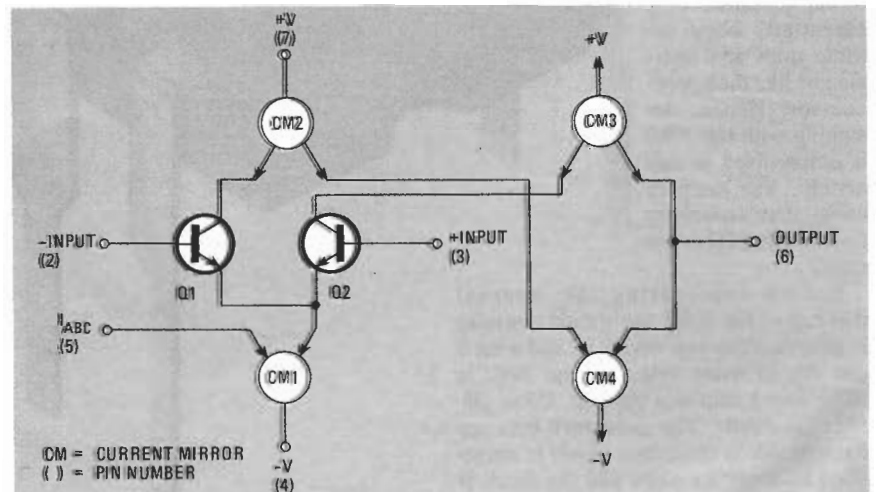 +V
(7)
+V
CM2
CM3
-INPUT
(2)
+INPUT
(3)
OUTPUT
(6)
Q1
Q2
IABC
(5)
CM1
CM4
CM = CURRENT MIRROR
( ) = PIN NUMBER
-V
(4)
-V